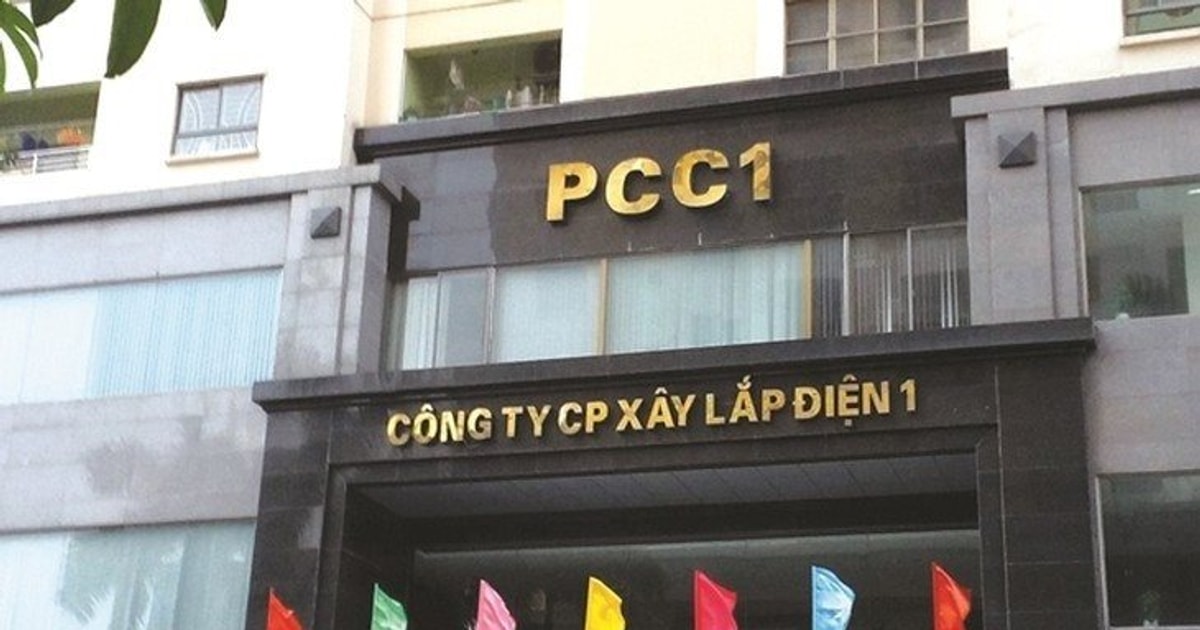 PCC1
CÔNG TY CP XÂY LẮP ĐIỆN 1